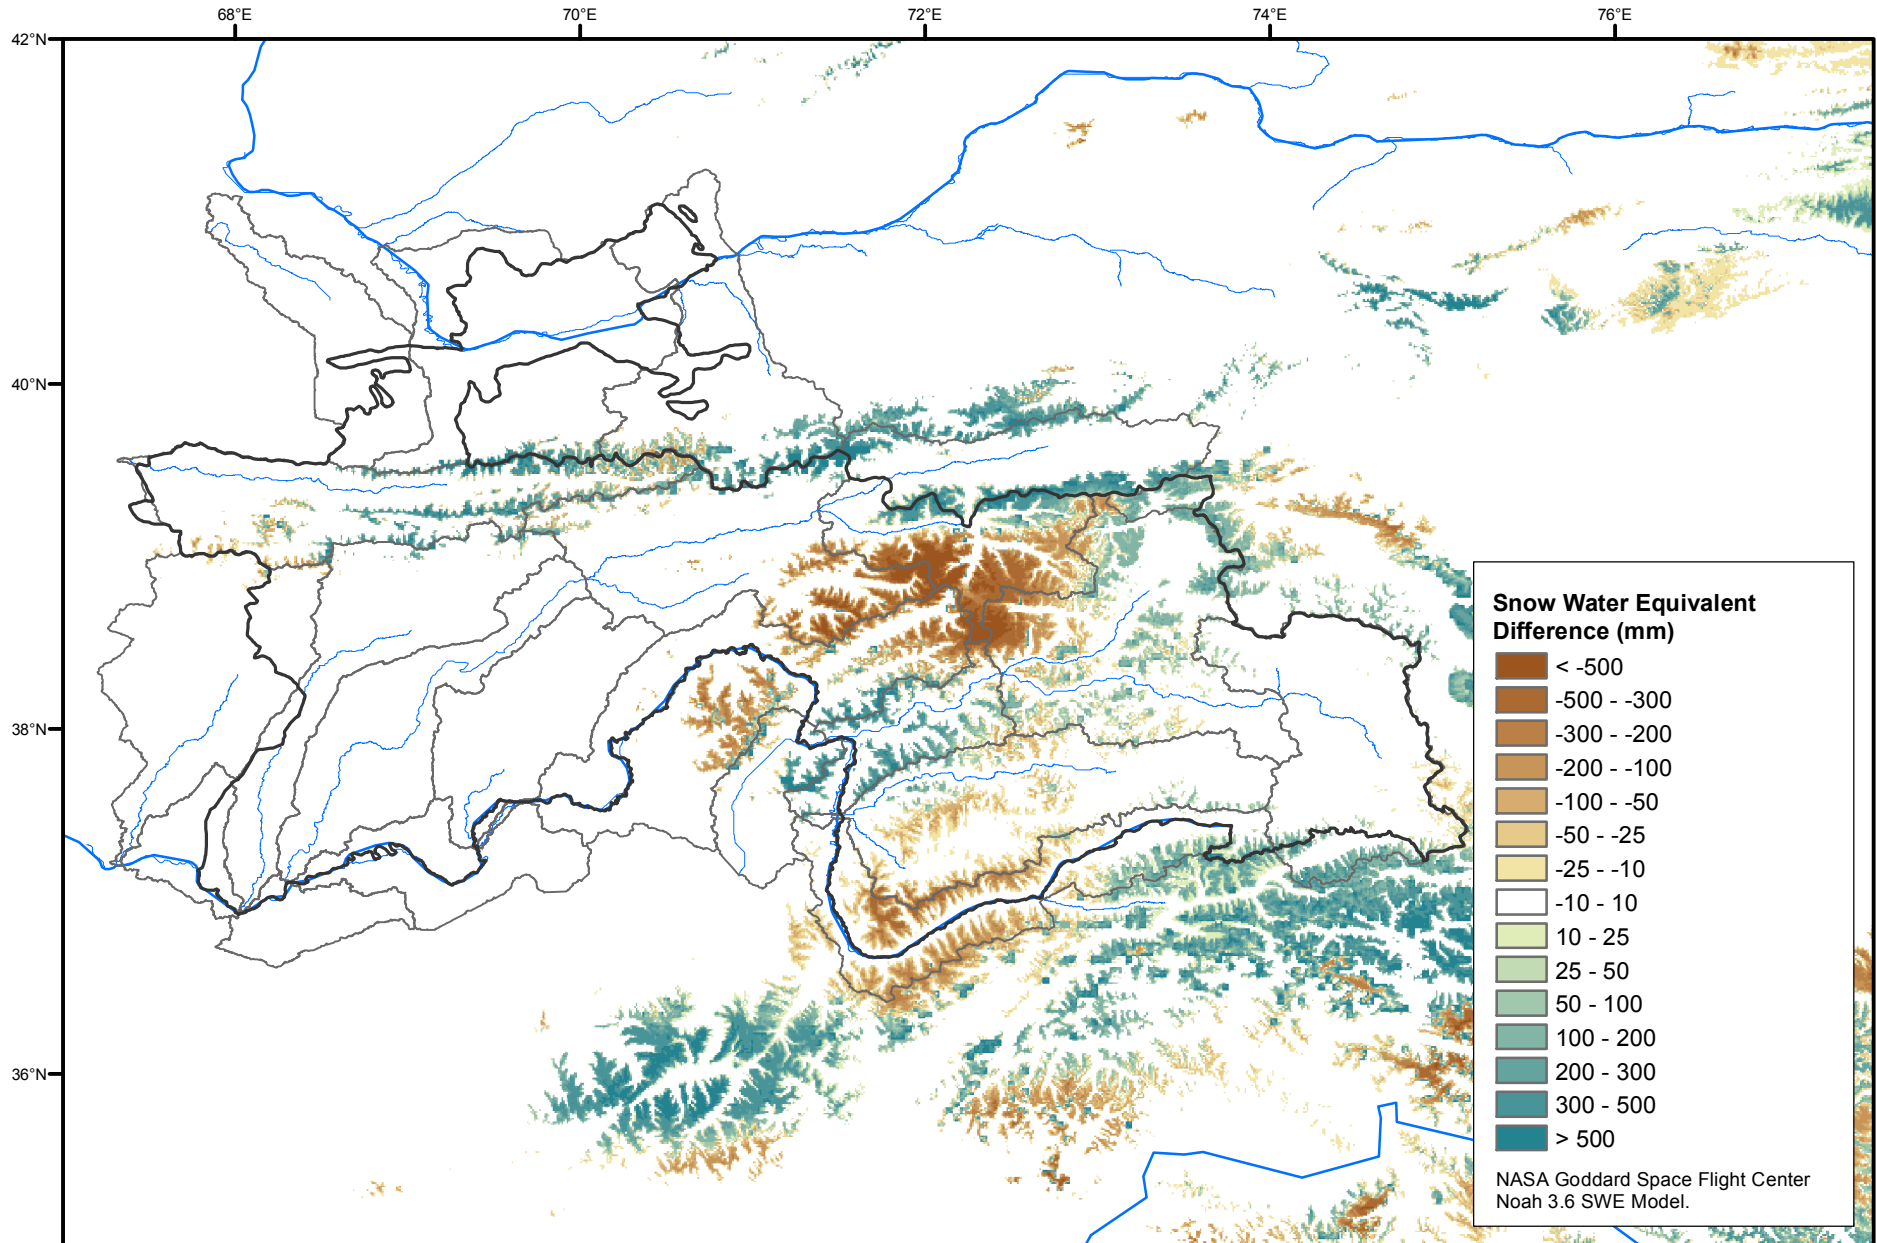 68°E 70°E 72°E 74°E 76°E
42°N
40°N
38°N
36°N
Snow Water Equivalent
Difference (mm)
< -500
-500 - -300
-300 - -200
-200 - -100
-100 - -50
-50 - -25
-25 - -10
-10 - 10
10 - 25
25 - 50
50 - 100
100 - 200
200 - 300
300 - 500
> 500
NASA Goddard Space Flight Center
Noah 3.6 SWE Model.